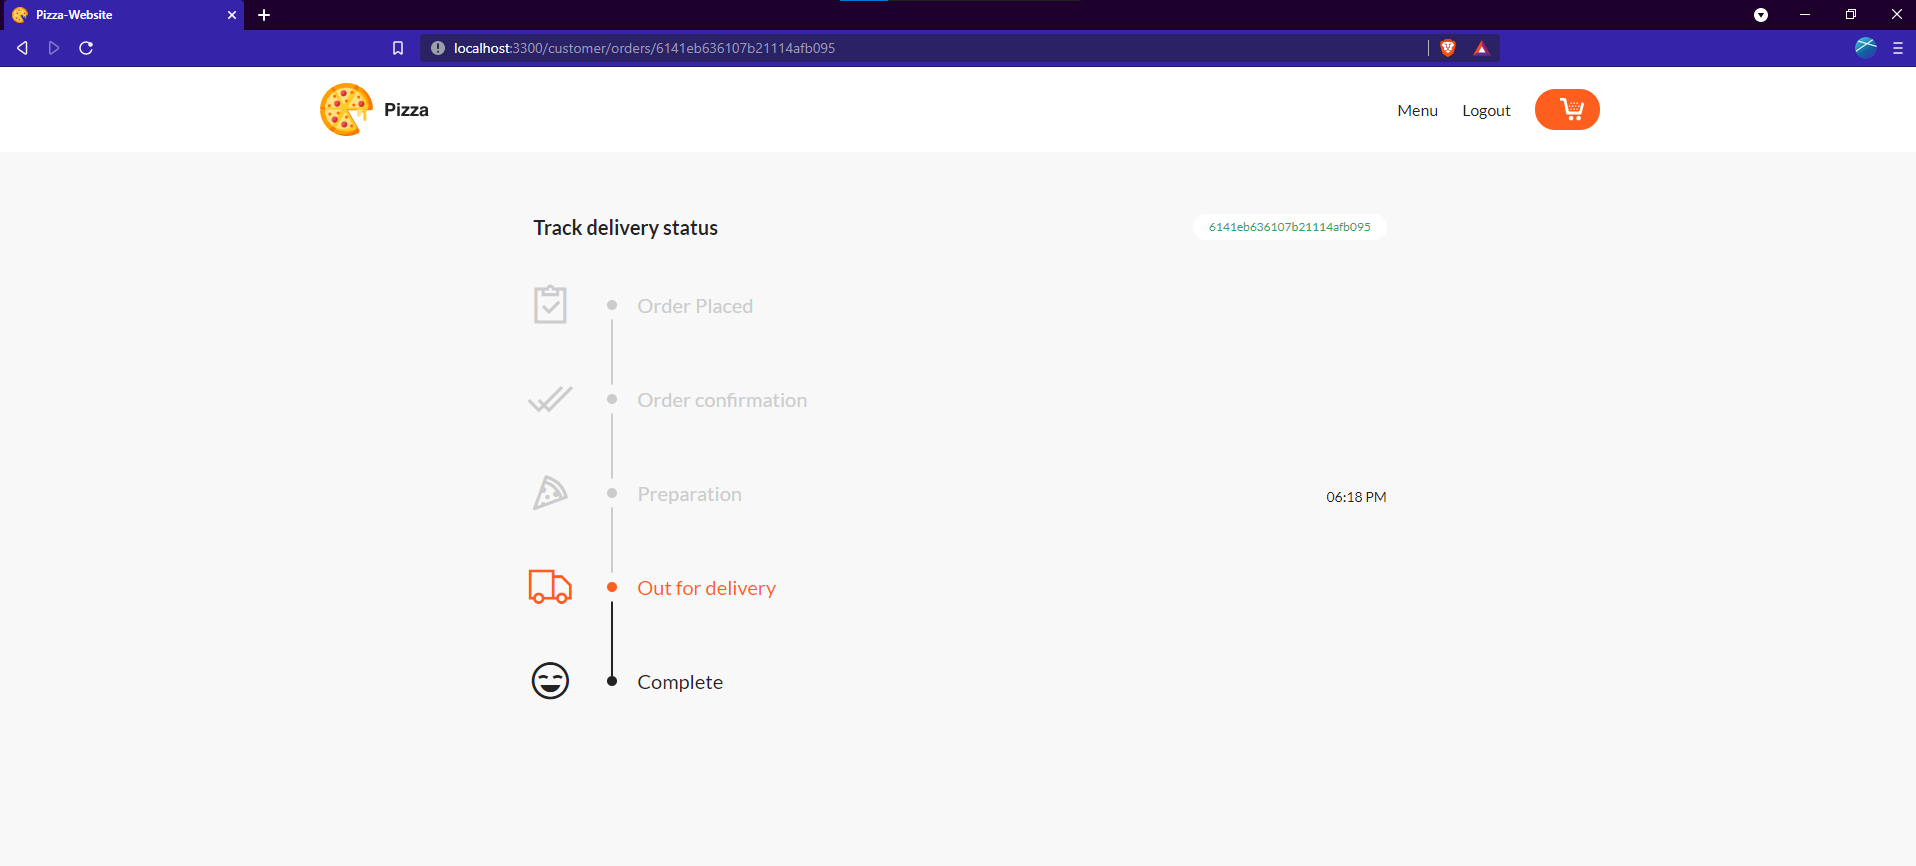 Pizza-Website
localhost:3300/customer/orders/6141eb636107b21114afb095
Pizza
Menu
Logout
Track delivery status
6141eb636107b21114afb095
Order Placed
Order confirmation
Preparation
06:18 PM
Out for delivery
Complete